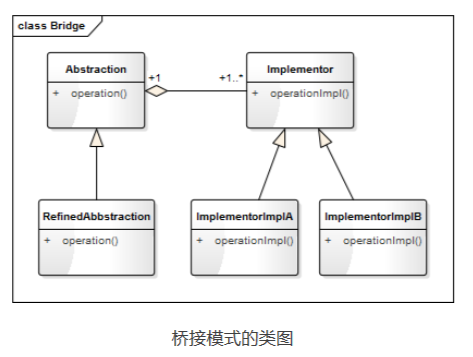 class Bridge
Abstraction
+ operation()
+1
+1..*
Implementor
+ operationImpl()
RefinedAbbstraction
+ operation()
ImplementorImplA
+ operationImpl()
ImplementorImplB
+ operationImpl()
桥接模式的类图